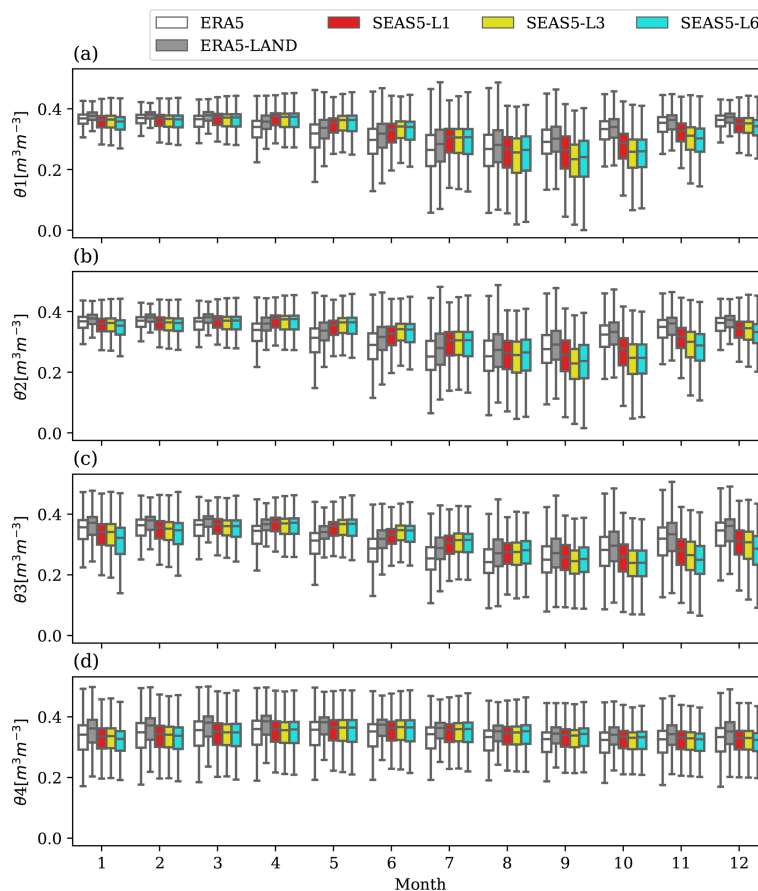 ERA5 SEAS5-L1 SEAS5-L3 SEAS5-L6
ERA5-LAND
(a)
0.4
0.2
0.0
θ1[m³m⁻³]
(b)
0.4
0.2
0.0
θ2[m³m⁻³]
(c)
0.4
0.2
0.0
θ3[m³m⁻³]
(d)
0.4
0.2
0.0
θ4[m³m⁻³]
1 2 3 4 5 6 7 8 9 10 11 12
Month